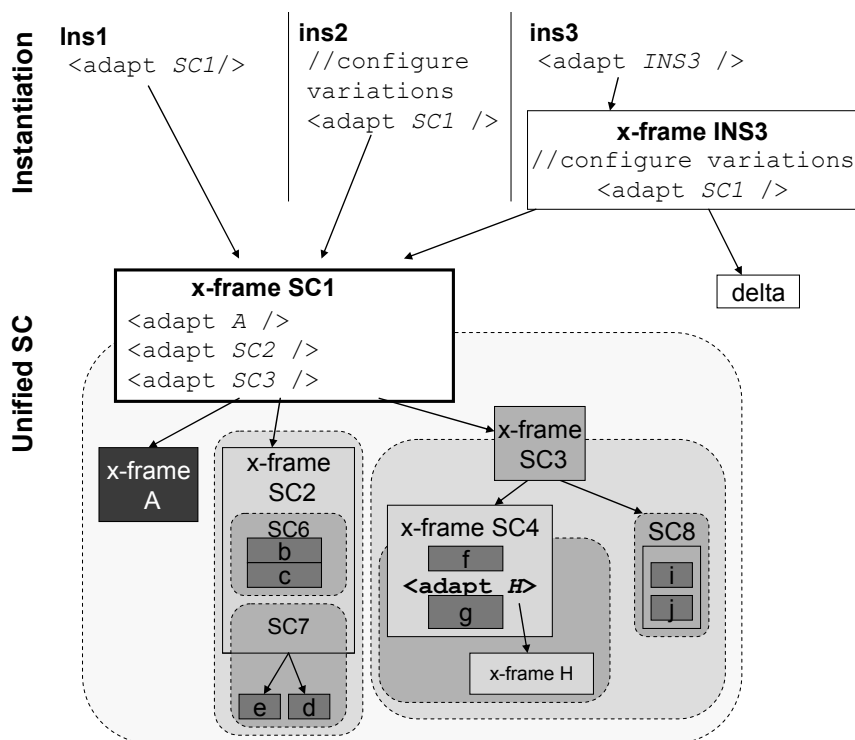 Instantiation
Ins1
<adapt SC1/>
ins2
//configure
variations
<adapt SC1 />
ins3
<adapt INS3 />
x-frame INS3
//configure variations
<adapt SC1 />
delta
Unified SC
x-frame SC1
<adapt A />
<adapt SC2 />
<adapt SC3 />
x-frame
A
x-frame
SC2
SC6
b
c
SC7
e
d
x-frame
SC3
x-frame SC4
f
<adapt H>
g
x-frame H
SC8
i
j